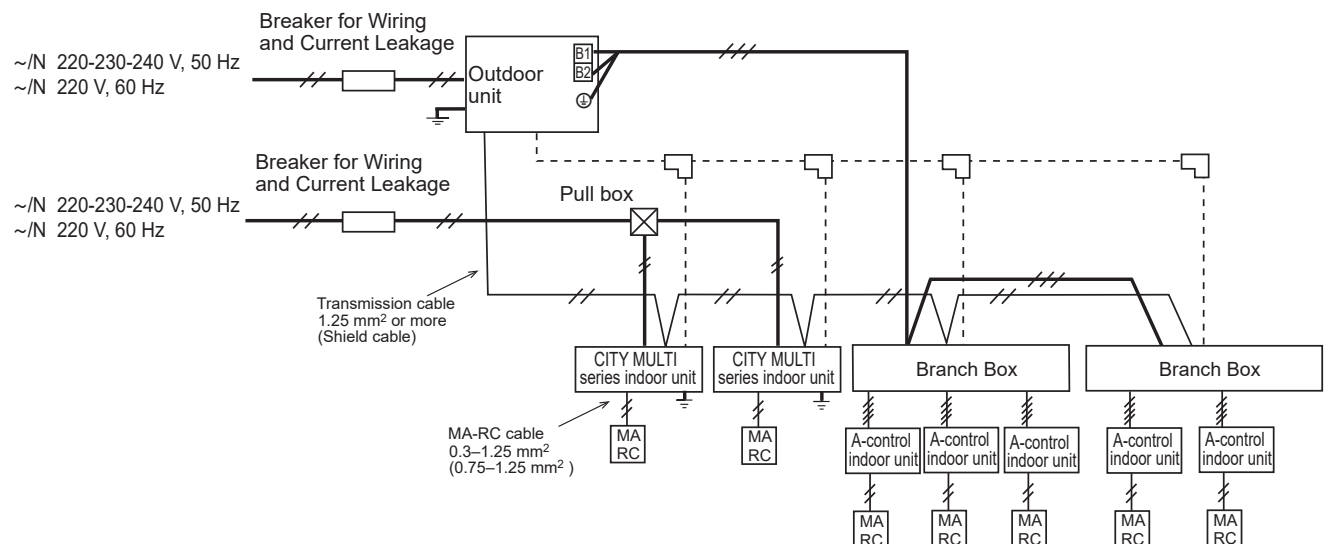 Breaker for Wiring
and Current Leakage
~/N 220-230-240 V, 50 Hz
~/N 220 V, 60 Hz
Outdoor
unit
B1
B2
Breaker for Wiring
and Current Leakage
~/N 220-230-240 V, 50 Hz
~/N 220 V, 60 Hz
Pull box
Transmission cable
1.25 mm² or more
(Shield cable)
CITY MULTI
series indoor unit
CITY MULTI
series indoor unit
Branch Box
Branch Box
MA-RC cable
0.3–1.25 mm²
(0.75–1.25 mm² )
MA
RC
MA
RC
A-control
indoor unit
A-control
indoor unit
A-control
indoor unit
A-control
indoor unit
A-control
indoor unit
MA
RC
MA
RC
MA
RC
MA
RC
MA
RC